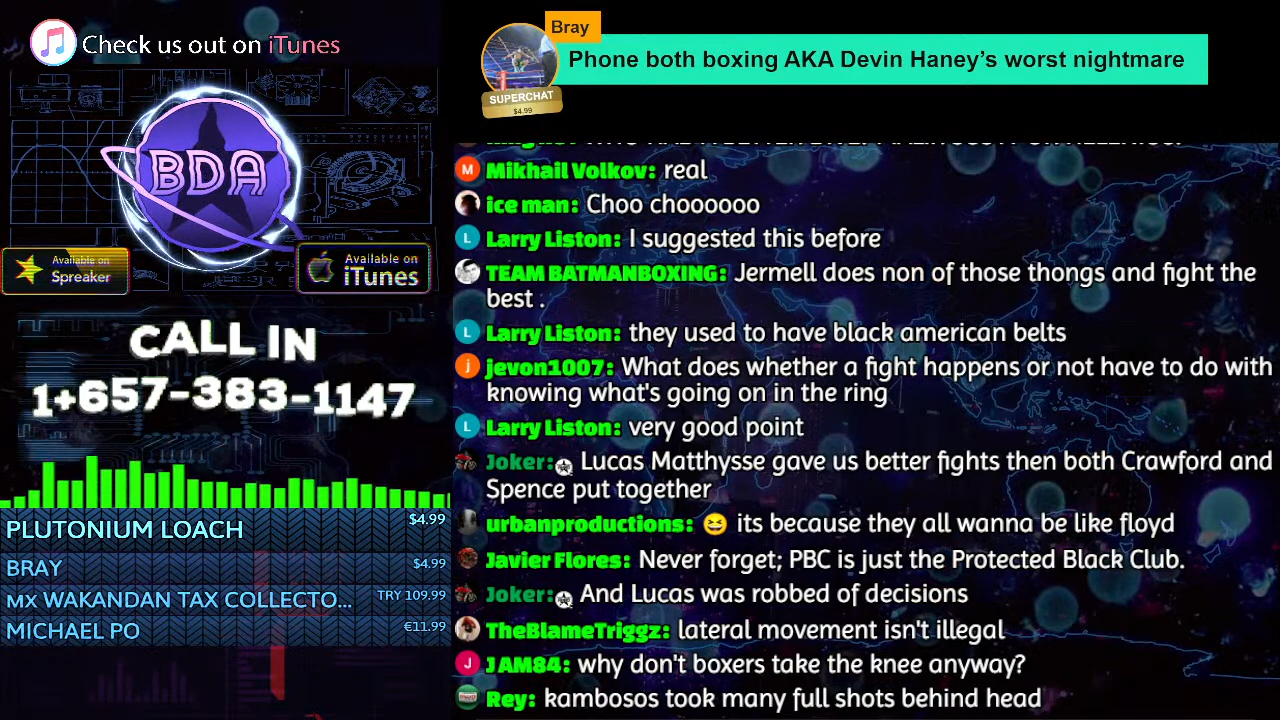 Check us out on iTunes
BDA
Available on
Spreaker
Available on
iTunes
CALL IN
1+657-383-1147
PLUTONIUM LOACH $4.99
BRAY $4.99
MX WAKANDAN TAX COLLECTO... TRY 109.99
MICHAEL PO €11.99
Bray
Phone both boxing AKA Devin Haney’s worst nightmare
SUPERCHAT
$4.99
M Mikhail Volkov: real
ice man: Choo choooooo
L Larry Liston: I suggested this before
TEAM BATMANBOXING: Jermell does non of those thongs and fight the
best .
L Larry Liston: they used to have black american belts
j jevon1007: What does whether a fight happens or not have to do with
knowing what's going on in the ring
L Larry Liston: very good point
Joker: Lucas Matthysse gave us better fights then both Crawford and
Spence put together
urbanproductions: 😆 its because they all wanna be like floyd
Javier Flores: Never forget; PBC is just the Protected Black Club.
Joker: And Lucas was robbed of decisions
TheBlameTriggz: lateral movement isn't illegal
J JAM84: why don't boxers take the knee anyway?
Rey: kambosos took many full shots behind head